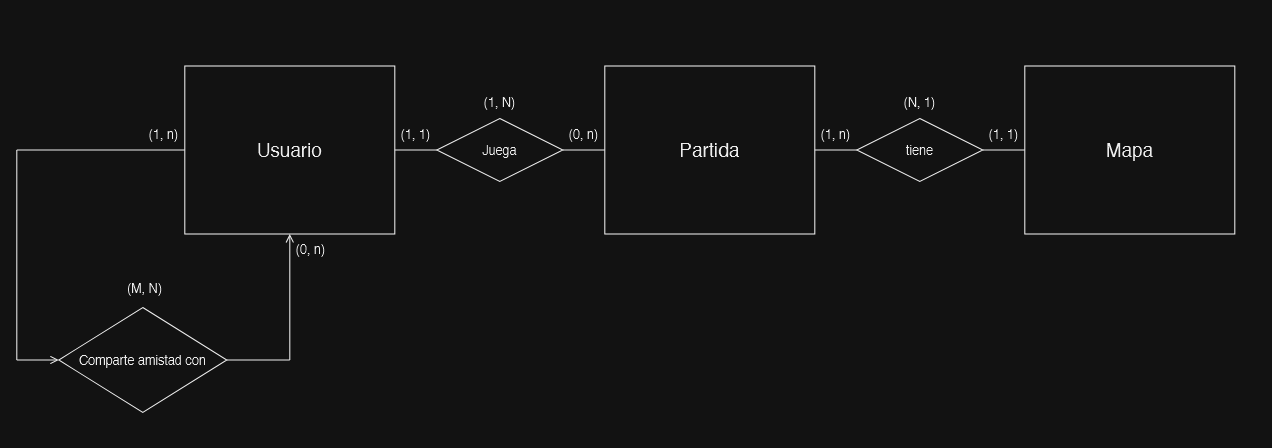 (1, N)
(N, 1)
(1, n)
(1, 1)
(0, n)
(1, n)
(1, 1)
Usuario
Juega
Partida
tiene
Mapa
(0, n)
(M, N)
Comparte amistad con